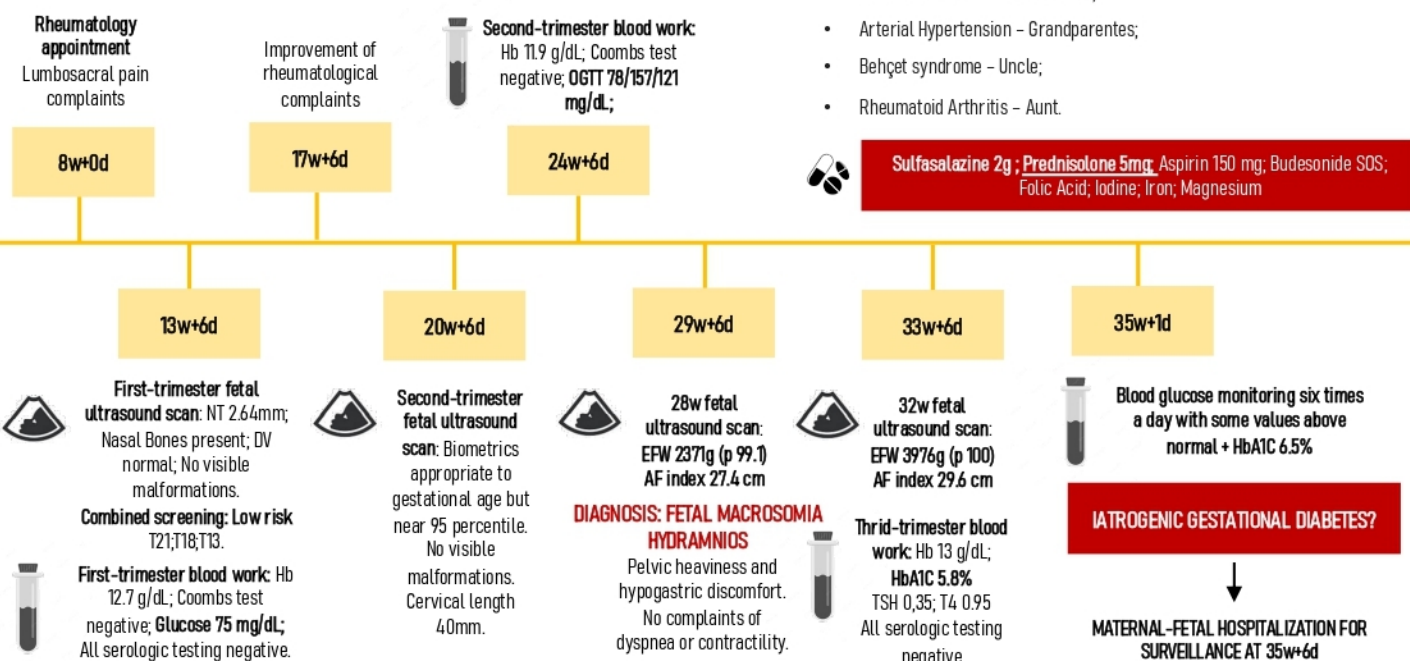 Rheumatology
appointment
Lumbosacral pain
complaints
8w+0d
Improvement of
rheumatological
complaints
17w+6d
Second-trimester blood work:
Hb 11.9 g/dL; Coombs test
negative; OGTT 78/157/121
mg/dL;
24w+6d
• Arterial Hypertension – Grandparentes;
• Behçet syndrome – Uncle;
• Rheumatoid Arthritis – Aunt.
Sulfasalazine 2g ; Prednisolone 5mg; Aspirin 150 mg; Budesonide SOS;
Folic Acid; Iodine; Iron; Magnesium
13w+6d
First-trimester fetal
ultrasound scan: NT 2.64mm;
Nasal Bones present; DV
normal; No visible
malformations.
Combined screening: Low risk
T21;T18;T13.
First-trimester blood work: Hb
12.7 g/dL; Coombs test
negative; Glucose 75 mg/dL;
All serologic testing negative.
20w+6d
Second-trimester
fetal ultrasound
scan: Biometrics
appropriate to
gestational age but
near 95 percentile.
No visible
malformations.
Cervical length
40mm.
29w+6d
28w fetal
ultrasound scan:
EFW 2371g (p 99.1)
AF index 27.4 cm
DIAGNOSIS: FETAL MACROSOMIA
HYDRAMNIOS
Pelvic heaviness and
hypogastric discomfort.
No complaints of
dyspnea or contractility.
33w+6d
32w fetal
ultrasound scan:
EFW 3976g (p 100)
AF index 29.6 cm
Thrid-trimester blood
work: Hb 13 g/dL;
HbA1C 5.8%
TSH 0,35; T4 0.95
All serologic testing
negative
35w+1d
Blood glucose monitoring six times
a day with some values above
normal + HbA1C 6.5%
IATROGENIC GESTATIONAL DIABETES?
MATERNAL-FETAL HOSPITALIZATION FOR
SURVEILLANCE AT 35w+6d